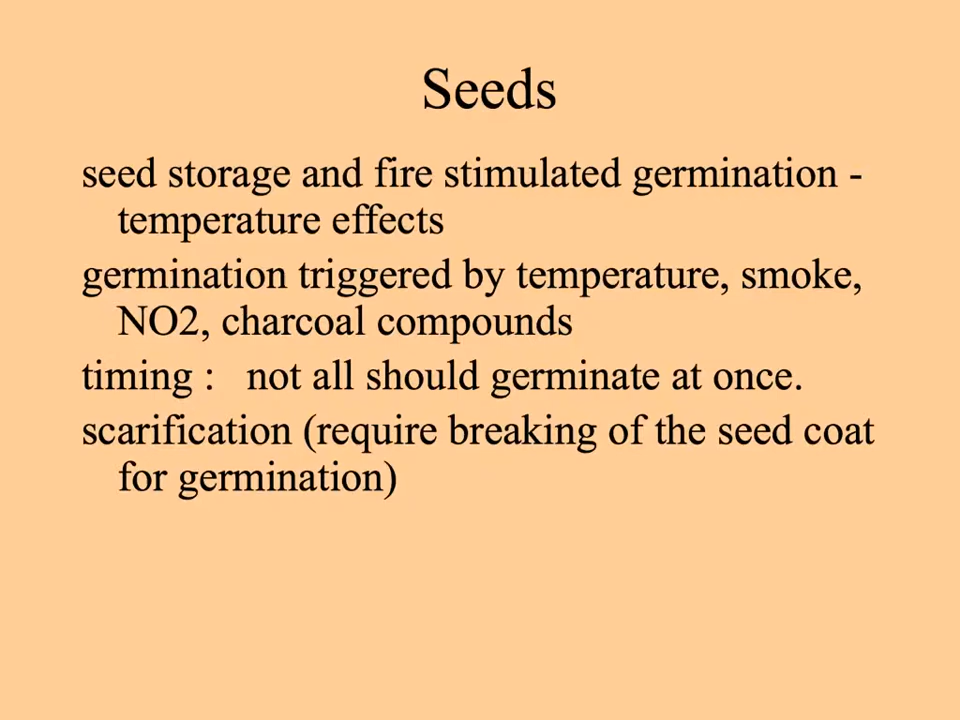 Seeds
seed storage and fire stimulated germination -
temperature effects
germination triggered by temperature, smoke,
NO2, charcoal compounds
timing :   not all should germinate at once.
scarification (require breaking of the seed coat
for germination)